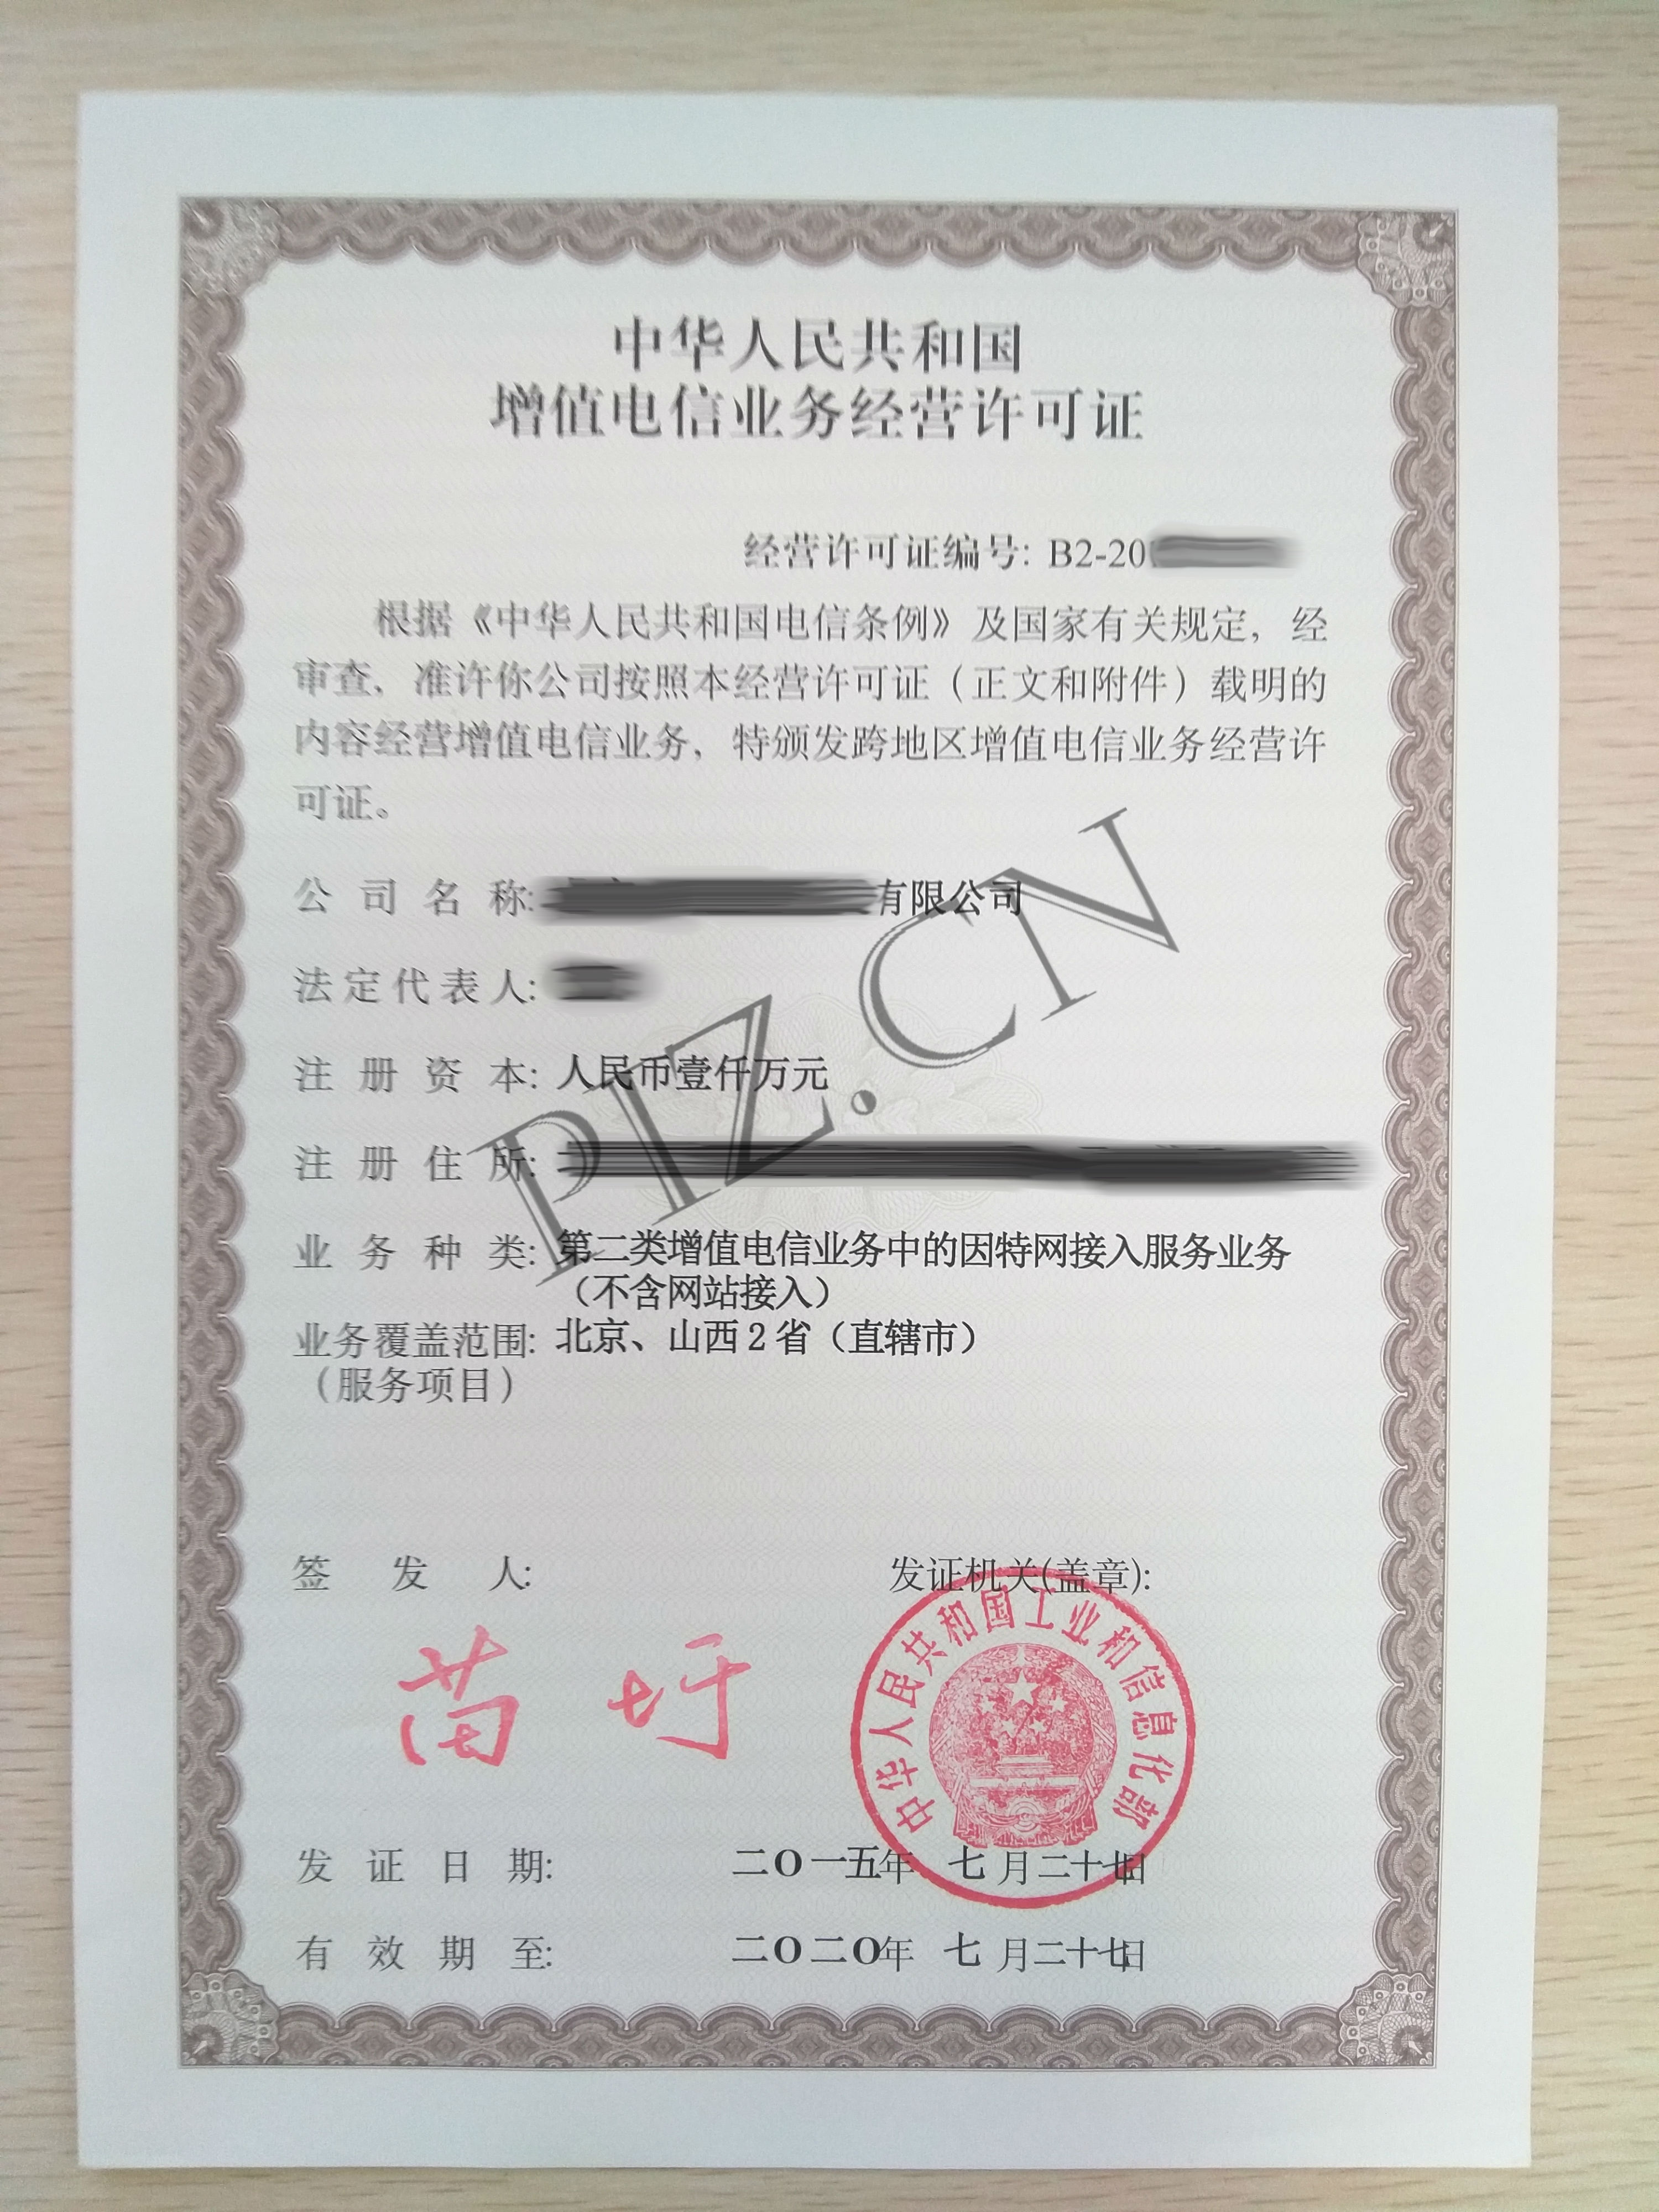 中华人民共和国
增值电信业务经营许可证
经营许可证编号: B2-20
根据《中华人民共和国电信条例》及国家有关规定，经
审查，准许你公司按照本经营许可证（正文和附件）载明的
内容经营增值电信业务，特颁发跨地区增值电信业务经营许
可证。
公司名称: 有限公司
法定代表人:
注册资本: 人民币壹仟万元
注册住所:
业务种类: 第二类增值电信业务中的因特网接入服务业务
（不含网站接入）
业务覆盖范围: 北京、山西2省（直辖市）
（服务项目）
PIZ.CN
签发人: 发证机关(盖章):
苗圩
中华人民共和国工业和信息化部
发证日期: 二〇一五年 七月二十七日
有效期至: 二〇二〇年 七月二十七日